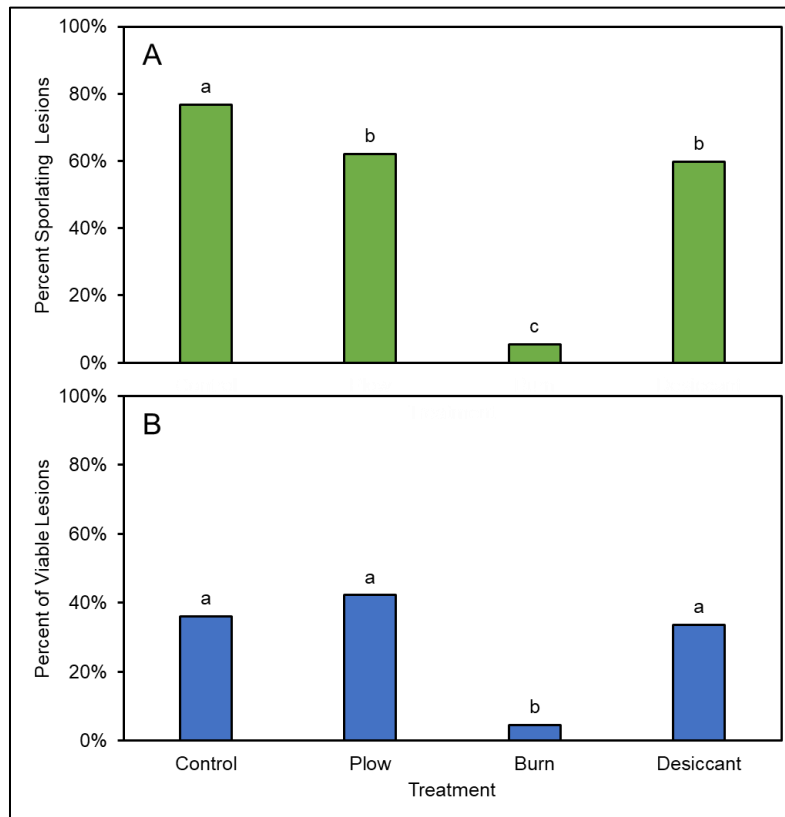 A
Percent Sporlating Lesions
100%
80%
60%
40%
20%
0%
a
b
c
b
B
Percent of Viable Lesions
100%
80%
60%
40%
20%
0%
a
a
b
a
Control Plow Burn Desiccant
Treatment